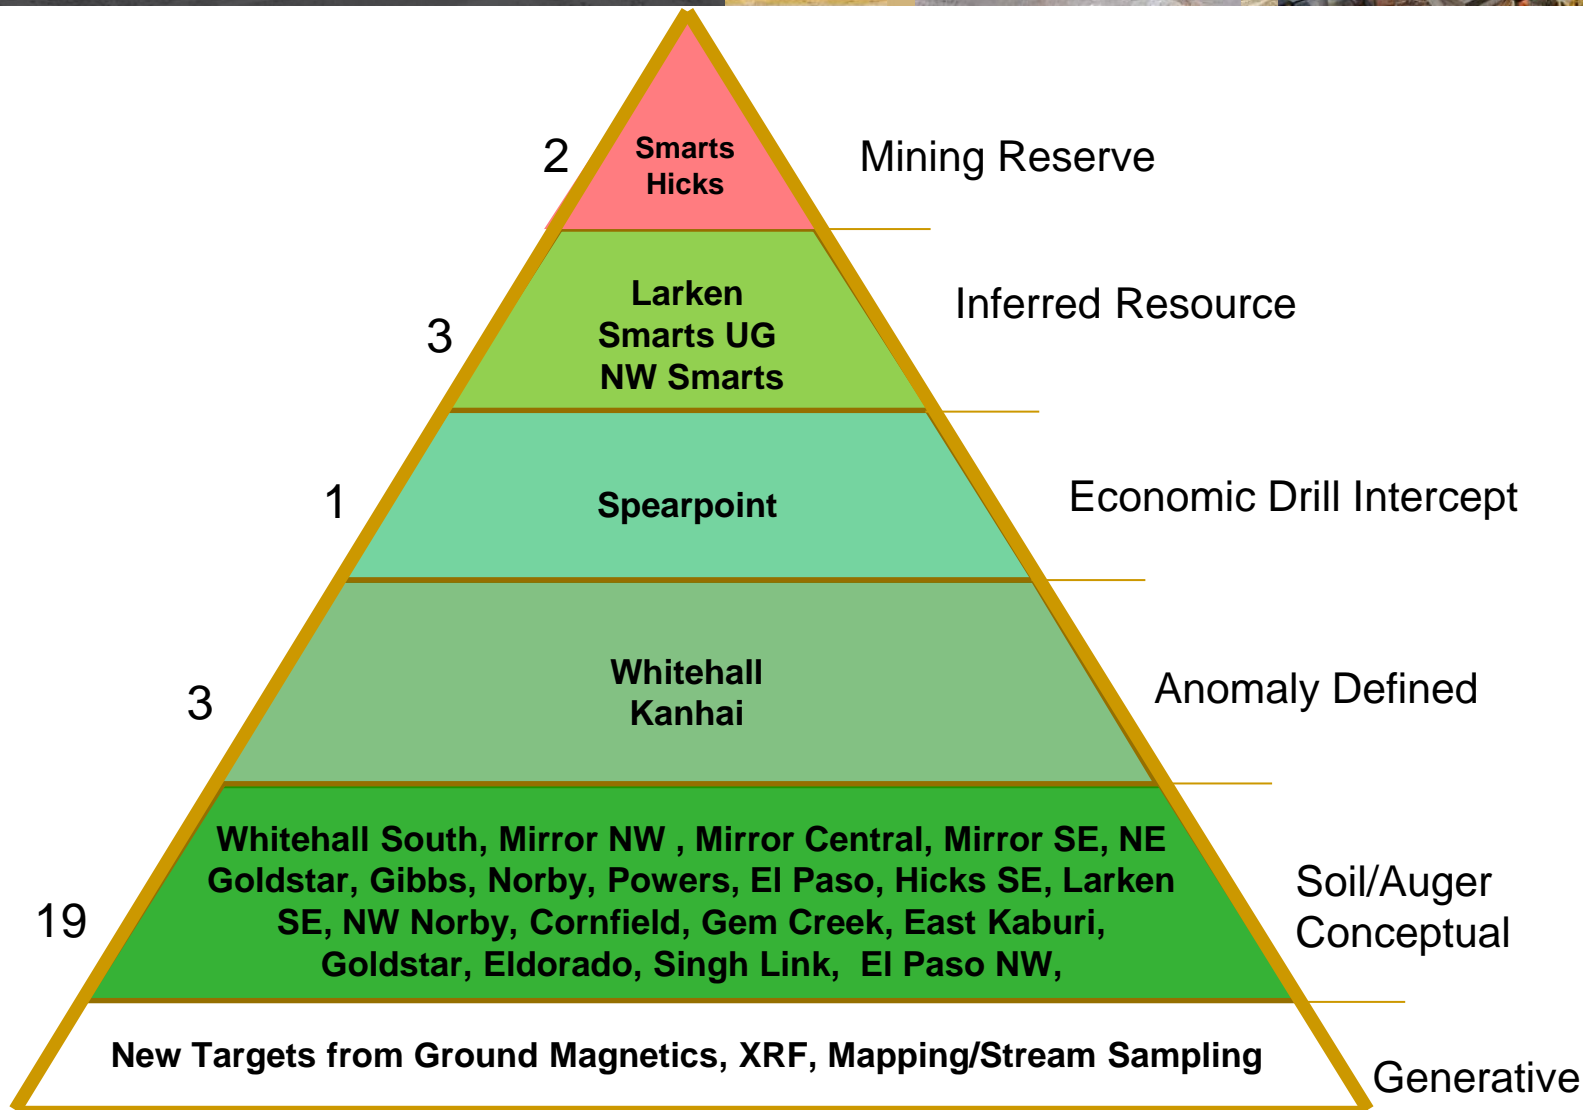 2
Smarts
Hicks
Mining Reserve
3
Larken
Smarts UG
NW Smarts
Inferred Resource
1
Spearpoint
Economic Drill Intercept
3
Whitehall
Kanhai
Anomaly Defined
19
Whitehall South, Mirror NW , Mirror Central, Mirror SE, NE
Goldstar, Gibbs, Norby, Powers, El Paso, Hicks SE, Larken
SE, NW Norby, Cornfield, Gem Creek, East Kaburi,
Goldstar, Eldorado, Singh Link,  El Paso NW,
Soil/Auger
Conceptual
New Targets from Ground Magnetics, XRF, Mapping/Stream Sampling
Generative